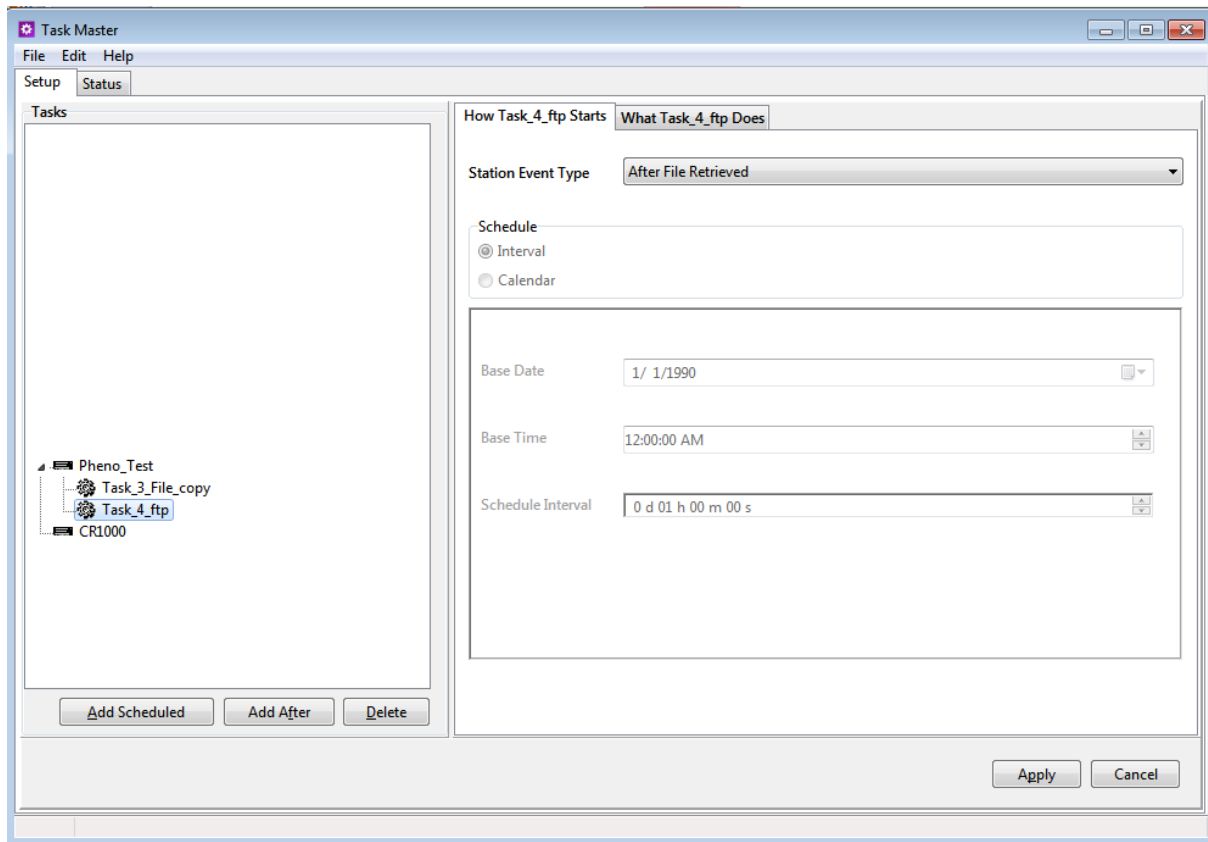 Task Master
File Edit Help
Setup Status
Tasks
Pheno_Test
Task_3_File_copy
Task_4_ftp
CR1000
Add Scheduled Add After Delete
How Task_4_ftp Starts What Task_4_ftp Does
Station Event Type After File Retrieved
Schedule
Interval
Calendar
Base Date 1/ 1/1990
Base Time 12:00:00 AM
Schedule Interval 0 d 01 h 00 m 00 s
Apply Cancel